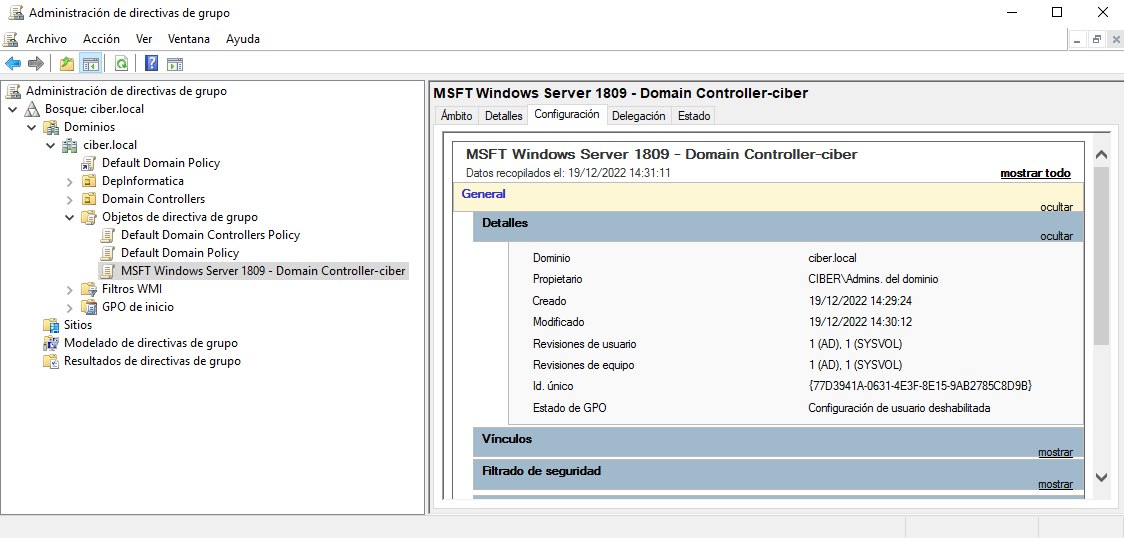 Administración de directivas de grupo
Archivo Acción Ver Ventana Ayuda
Administración de directivas de grupo
Bosque: ciber.local
Dominios
ciber.local
Default Domain Policy
DepInformatica
Domain Controllers
Objetos de directiva de grupo
Default Domain Controllers Policy
Default Domain Policy
MSFT Windows Server 1809 - Domain Controller-ciber
Filtros WMI
GPO de inicio
Sitios
Modelado de directivas de grupo
Resultados de directivas de grupo
MSFT Windows Server 1809 - Domain Controller-ciber
Ámbito Detalles Configuración Delegación Estado
MSFT Windows Server 1809 - Domain Controller-ciber
Datos recopilados el: 19/12/2022 14:31:11 mostrar todo
General
ocultar
Detalles
ocultar
Dominio ciber.local
Propietario CIBER\Admins. del dominio
Creado 19/12/2022 14:29:24
Modificado 19/12/2022 14:30:12
Revisiones de usuario 1 (AD), 1 (SYSVOL)
Revisiones de equipo 1 (AD), 1 (SYSVOL)
Id. único {77D3941A-0631-4E3F-8E15-9AB2785C8D9B}
Estado de GPO Configuración de usuario deshabilitada
Vínculos
mostrar
Filtrado de seguridad
mostrar